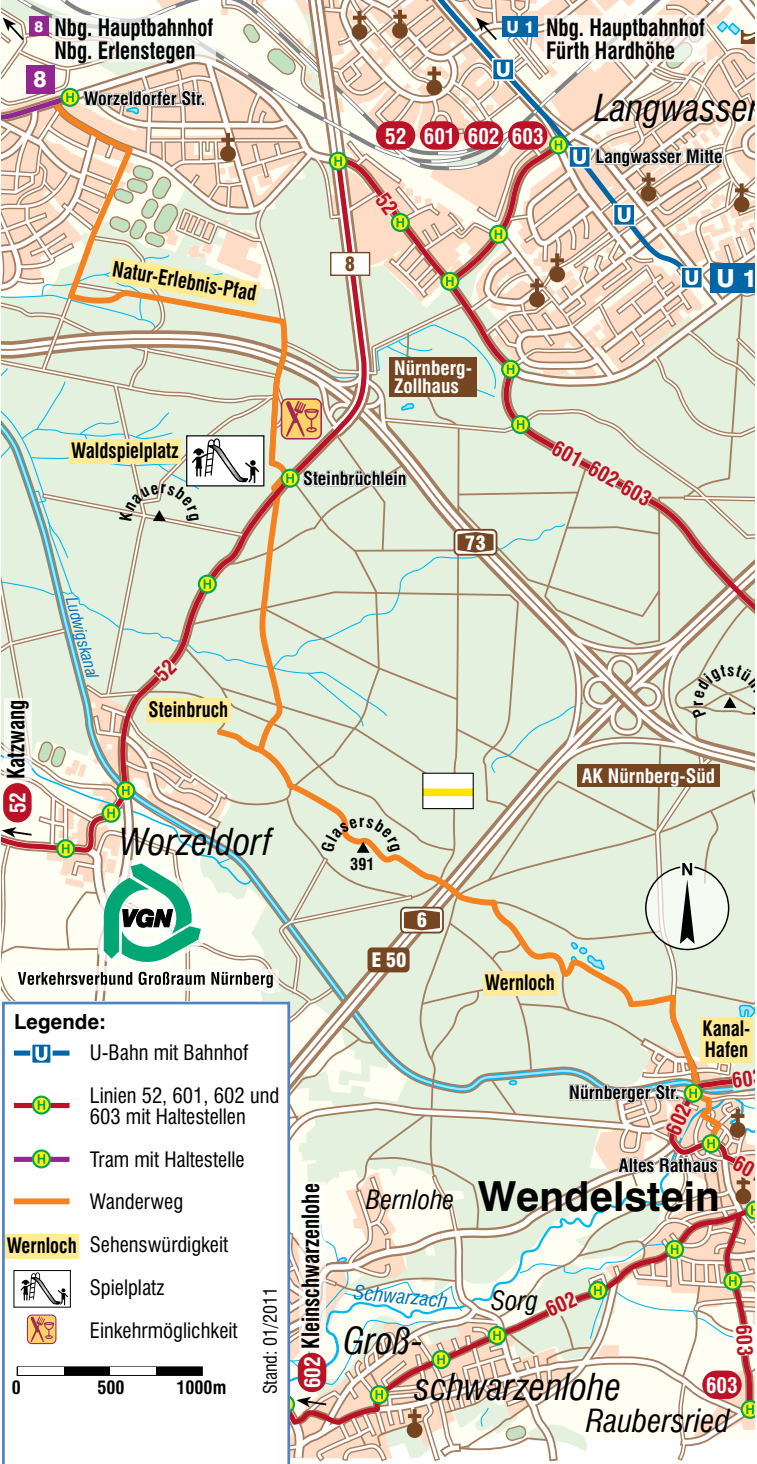 8 Nbg. Hauptbahnhof
Nbg. Erlenstegen
U 1 Nbg. Hauptbahnhof
Fürth Hardhöhe
U
8
Worzeldorfer Str.
Langwasser
52 601 602 603
U Langwasser Mitte
52
U
8
U U 1
Natur-Erlebnis-Pfad
Nürnberg-
Zollhaus
Waldspielplatz
Steinbrüchlein
601-602-603
Knauersberg
73
Ludwigskanal
52
Predigtstü
Steinbruch
Katzwang
52
AK Nürnberg-Süd
Worzeldorf
Glasersberg
391
N
VGN
6
E 50
Verkehrsverbund Großraum Nürnberg
Wernloch
Kanal-
Hafen
603
Nürnberger Str.
602
Altes Rathaus
602
Wendelstein
Bernlohe
Schwarzach
Sorg
602
603
Groß-
schwarzenlohe
603
Raubersried
602 Kleinschwarzenlohe
Legende:
U U-Bahn mit Bahnhof
H Linien 52, 601, 602 und
603 mit Haltestellen
H Tram mit Haltestelle
Wanderweg
Wernloch Sehenswürdigkeit
Spielplatz
Einkehrmöglichkeit
0 500 1000m
Stand: 01/2011